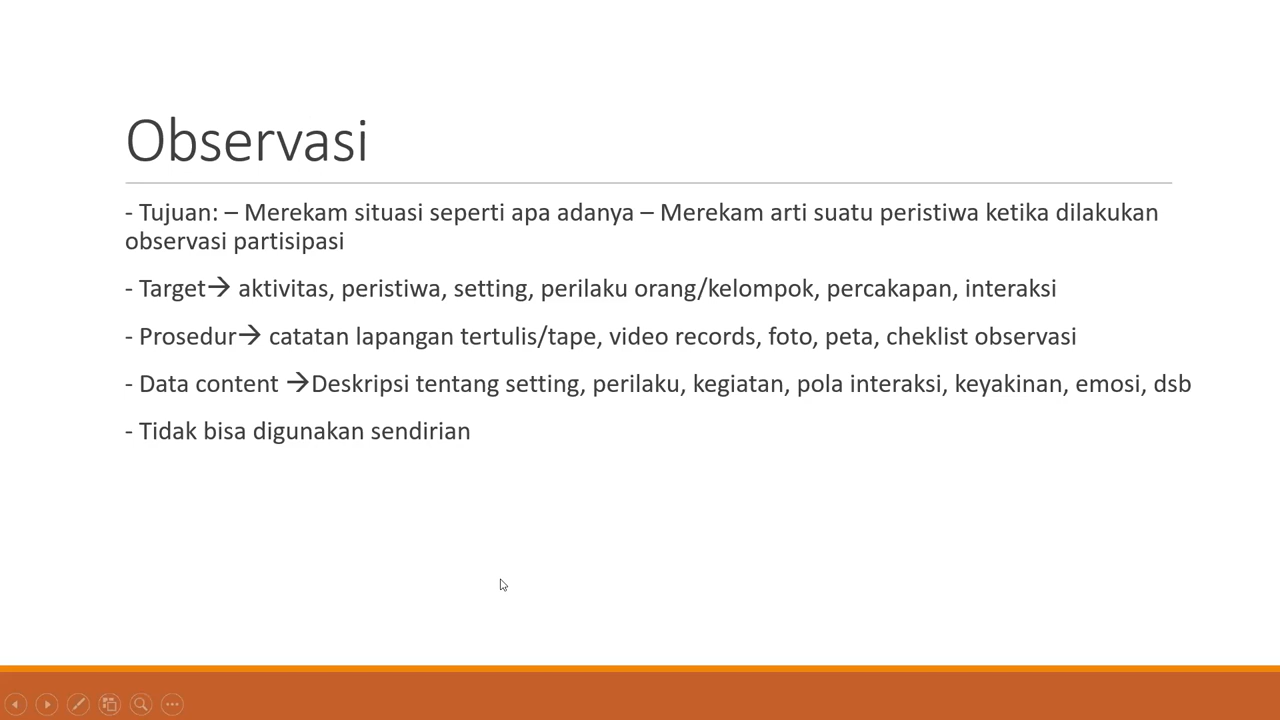 Observasi
- Tujuan: – Merekam situasi seperti apa adanya – Merekam arti suatu peristiwa ketika dilakukan
observasi partisipasi
- Target→ aktivitas, peristiwa, setting, perilaku orang/kelompok, percakapan, interaksi
- Prosedur→ catatan lapangan tertulis/tape, video records, foto, peta, cheklist observasi
- Data content →Deskripsi tentang setting, perilaku, kegiatan, pola interaksi, keyakinan, emosi, dsb
- Tidak bisa digunakan sendirian